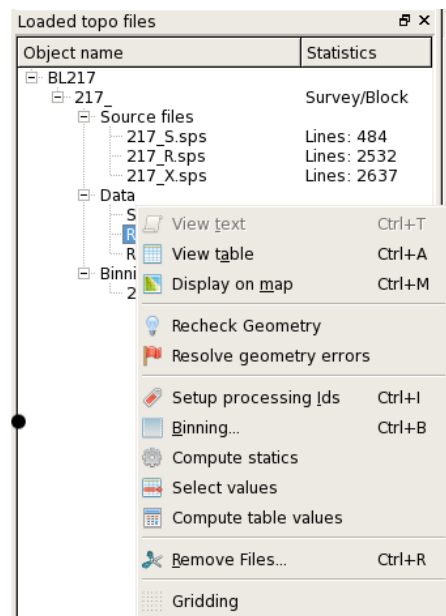 Loaded topo files
Object name Statistics
BL217
217_ Survey/Block
Source files
217_S.sps Lines: 484
217_R.sps Lines: 2532
217_X.sps Lines: 2637
Data
S
R
R
Binni
2
View text Ctrl+T
View table Ctrl+A
Display on map Ctrl+M
Recheck Geometry
Resolve geometry errors
Setup processing Ids Ctrl+I
Binning... Ctrl+B
Compute statics
Select values
Compute table values
Remove Files... Ctrl+R
Gridding